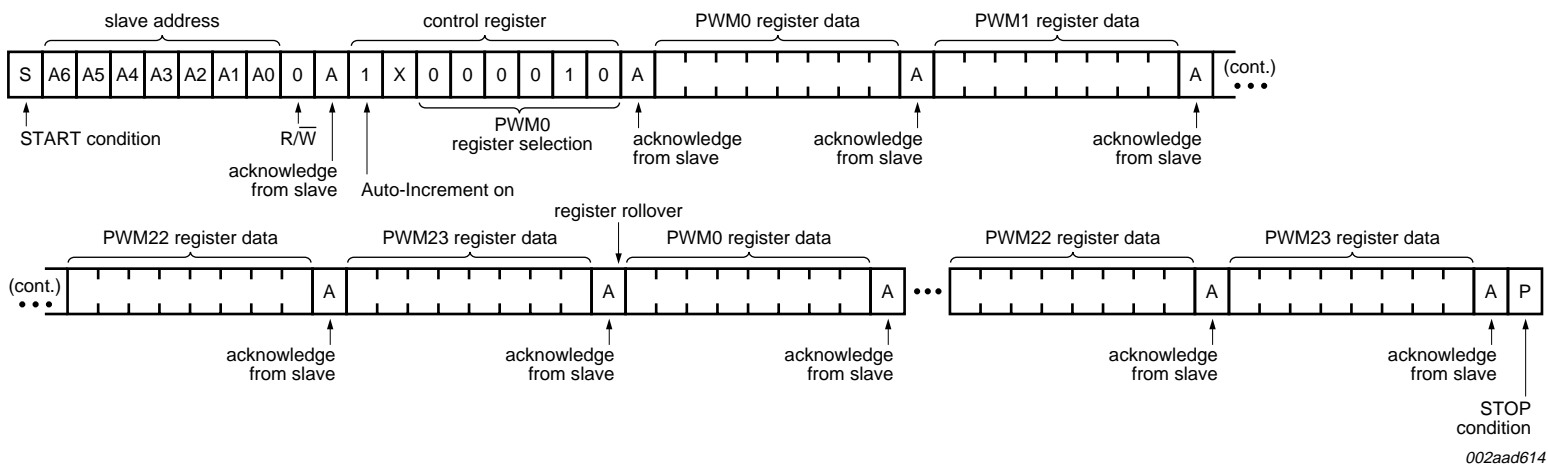 slave address control register PWM0 register data PWM1 register data
S A6 A5 A4 A3 A2 A1 A0 0 A 1 X 0 0 0 0 1 0 A A A (cont.)
START condition R/W̅ PWM0 register selection acknowledge from slave acknowledge from slave acknowledge from slave
acknowledge from slave Auto-Increment on
register rollover
PWM22 register data PWM23 register data PWM0 register data PWM22 register data PWM23 register data
(cont.) A A A A A P
acknowledge from slave acknowledge from slave acknowledge from slave acknowledge from slave acknowledge from slave
STOP condition
002aad614